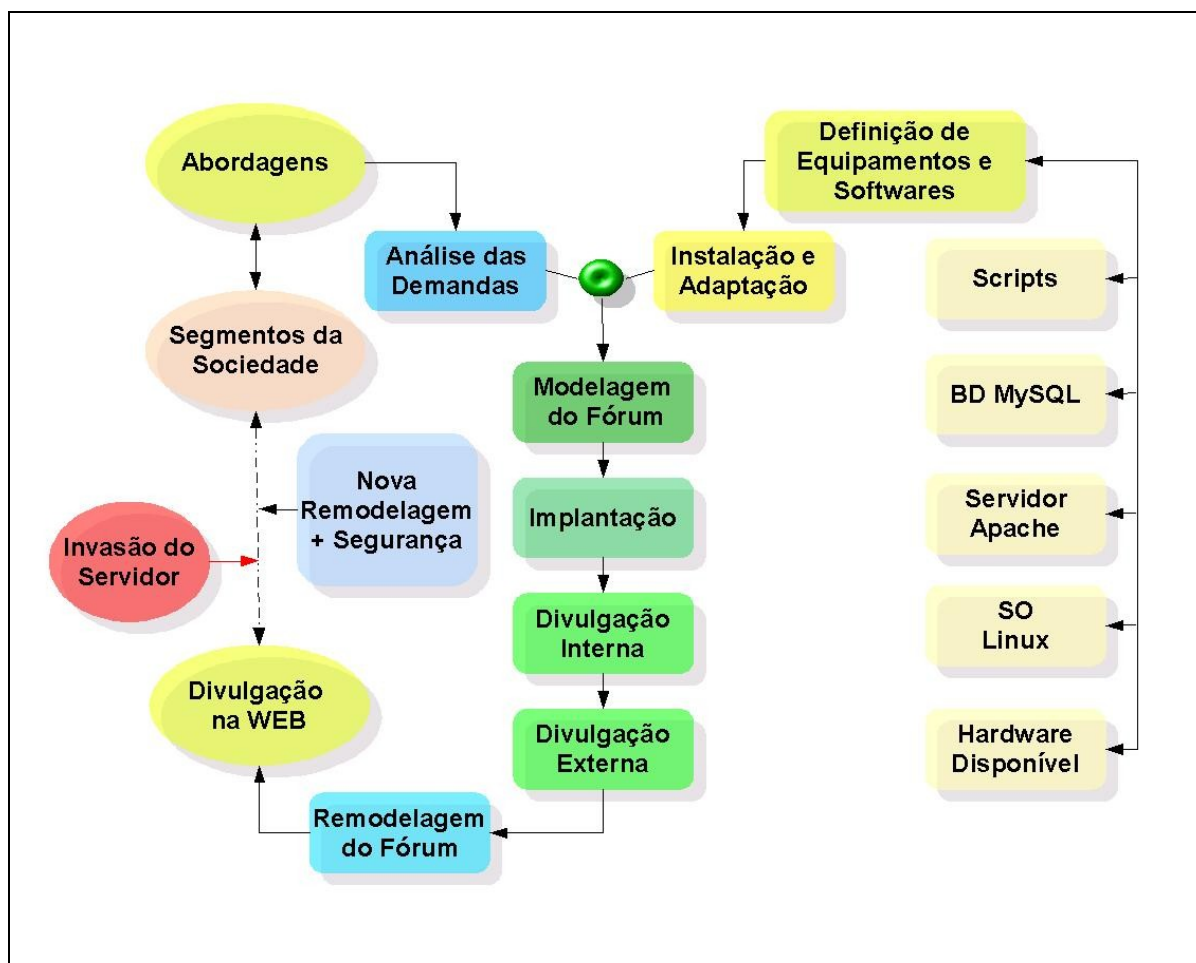 Abordagens
Definição de
Equipamentos e
Softwares
Análise das
Demandas
Instalação e
Adaptação
Scripts
Segmentos da
Sociedade
Modelagem
do Fórum
BD MySQL
Nova
Remodelagem
+ Segurança
Implantação
Servidor
Apache
Invasão do
Servidor
Divulgação
Interna
SO
Linux
Divulgação
na WEB
Divulgação
Externa
Hardware
Disponível
Remodelagem
do Fórum